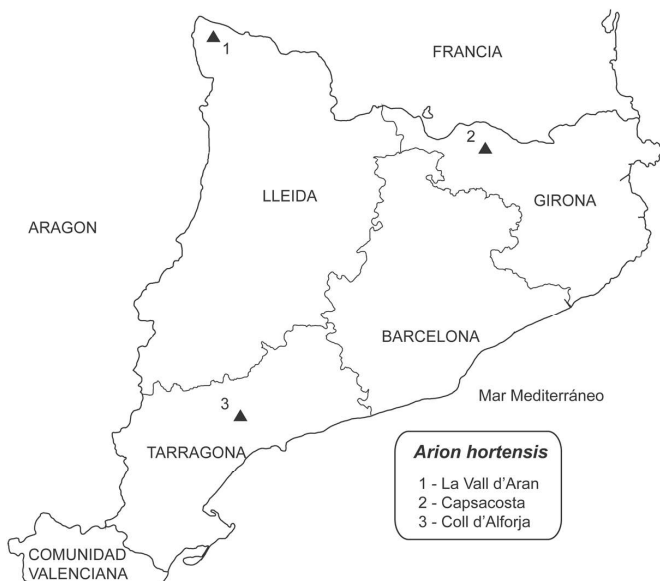 1
FRANCIA
2
LLEIDA
GIRONA
ARAGON
BARCELONA
Mar Mediterráneo
3
TARRAGONA
Arion hortensis
1 - La Vall d'Aran
2 - Capsacosta
3 - Coll d'Alforja
COMUNIDAD
VALENCIANA